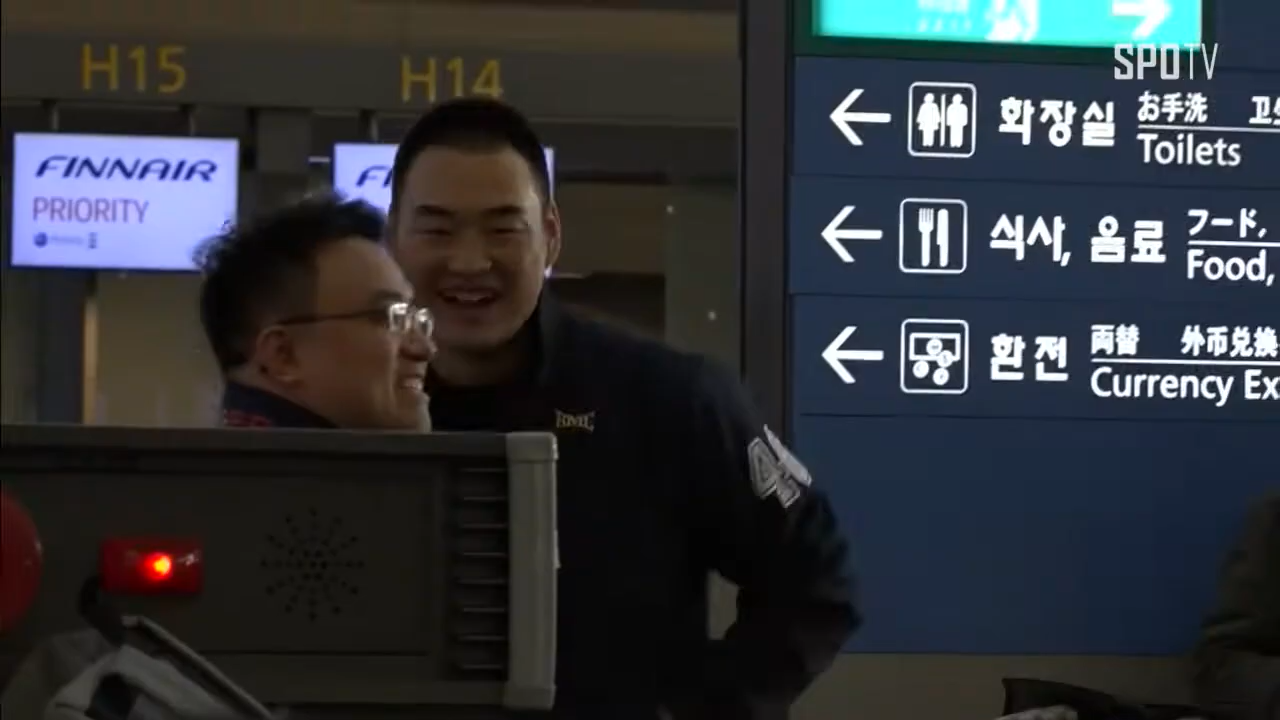 SPOTV
H15
H14
FINNAIR
PRIORITY
화장실
お手洗
Toilets
식사, 음료
フード,
Food,
환전
両替 外币兑换
Currency Ex